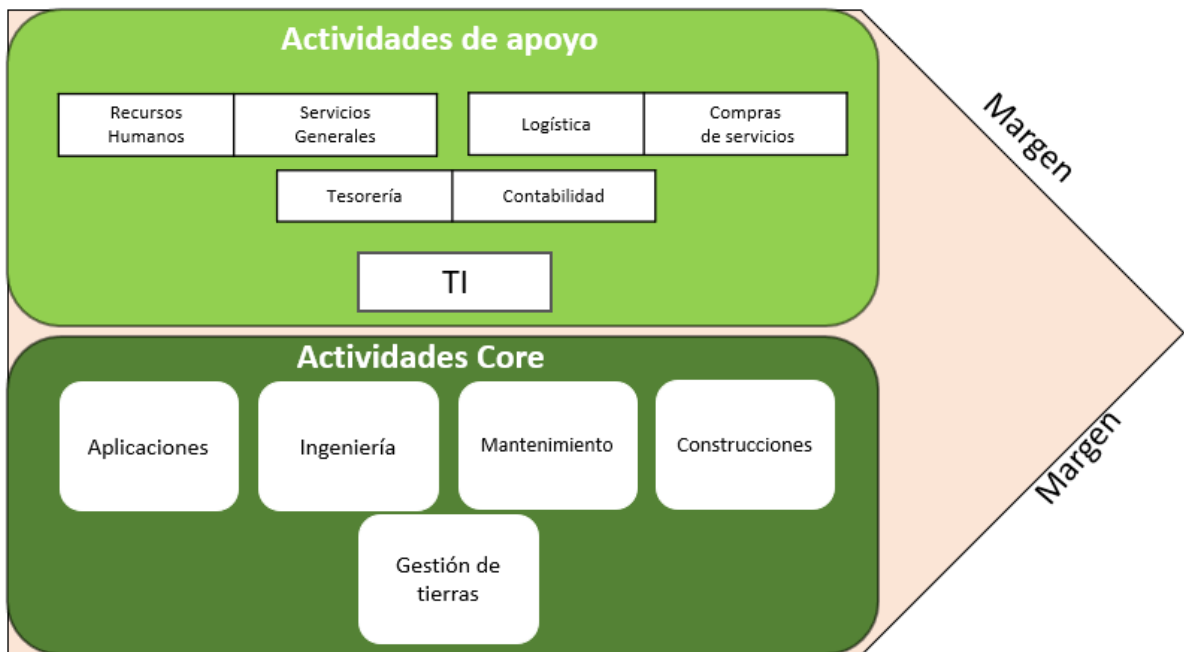 Actividades de apoyo
Recursos
Humanos
Servicios
Generales
Logística
Compras
de servicios
Tesorería
Contabilidad
TI
Margen
Actividades Core
Aplicaciones
Ingeniería
Mantenimiento
Construcciones
Gestión de
tierras
Margen